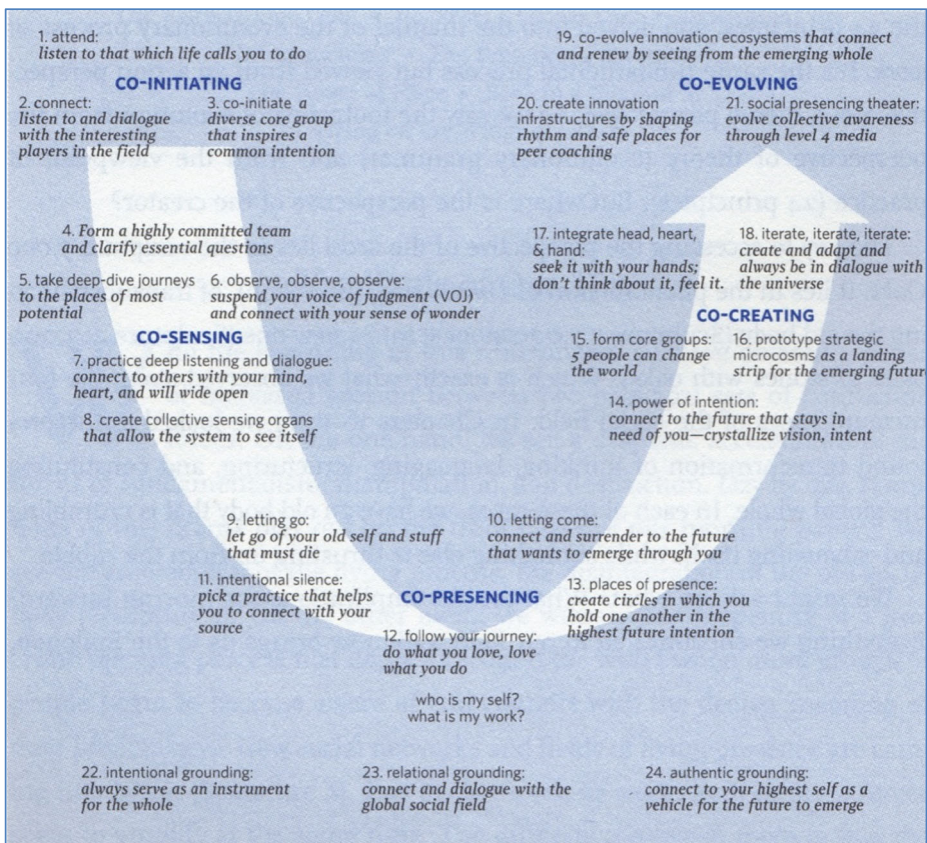 1. attend:
listen to that which life calls you to do
CO-INITIATING
2. connect:
listen to and dialogue
with the interesting
players in the field
3. co-initiate a
diverse core group
that inspires a
common intention
4. Form a highly committed team
and clarify essential questions
5. take deep-dive journeys
to the places of most
potential
6. observe, observe, observe:
suspend your voice of judgment (VOJ)
and connect with your sense of wonder
CO-SENSING
7. practice deep listening and dialogue:
connect to others with your mind,
heart, and will wide open
8. create collective sensing organs
that allow the system to see itself
9. letting go:
let go of your old self and stuff
that must die
10. letting come:
connect and surrender to the future
that wants to emerge through you
11. intentional silence:
pick a practice that helps
you to connect with your
source
CO-PRESENCING
12. follow your journey:
do what you love, love
what you do
13. places of presence:
create circles in which you
hold one another in the
highest future intention
who is my self?
what is my work?
14. power of intention:
connect to the future that stays in
need of you—crystallize vision, intent
15. form core groups:
5 people can change
the world
16. prototype strategic
microcosms as a landing
strip for the emerging futur
CO-CREATING
17. integrate head, heart,
& hand:
seek it with your hands;
don't think about it, feel it.
18. iterate, iterate, iterate:
create and adapt and
always be in dialogue with
the universe
19. co-evolve innovation ecosystems that connect
and renew by seeing from the emerging whole
CO-EVOLVING
20. create innovation
infrastructures by shaping
rhythm and safe places for
peer coaching
21. social presencing theater:
evolve collective awareness
through level 4 media
22. intentional grounding:
always serve as an instrument
for the whole
23. relational grounding:
connect and dialogue with the
global social field
24. authentic grounding:
connect to your highest self as a
vehicle for the future to emerge